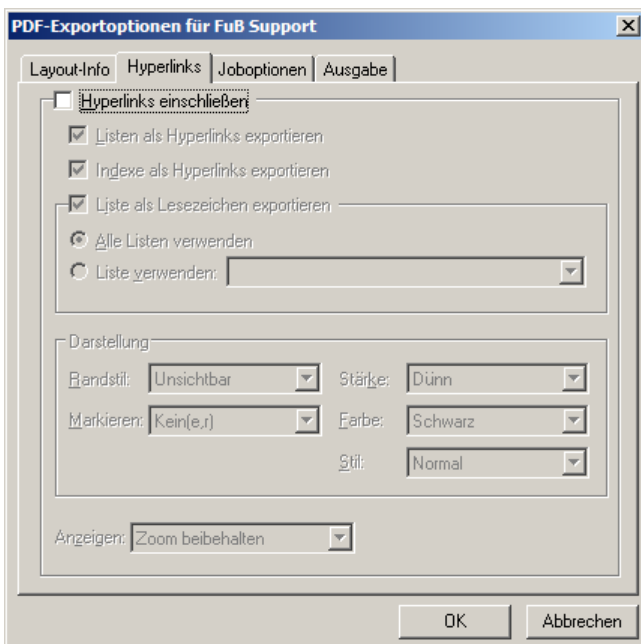 PDF-Exportoptionen für FuB Support
Layout-Info Hyperlinks Joboptionen Ausgabe
Hyperlinks einschließen
Listen als Hyperlinks exportieren
Indexe als Hyperlinks exportieren
Liste als Lesezeichen exportieren
Alle Listen verwenden
Liste verwenden:
Darstellung
Randstil: Unsichtbar Stärke: Dünn
Markieren: Kein(e,r) Farbe: Schwarz
Stil: Normal
Anzeigen: Zoom beibehalten
OK Abbrechen